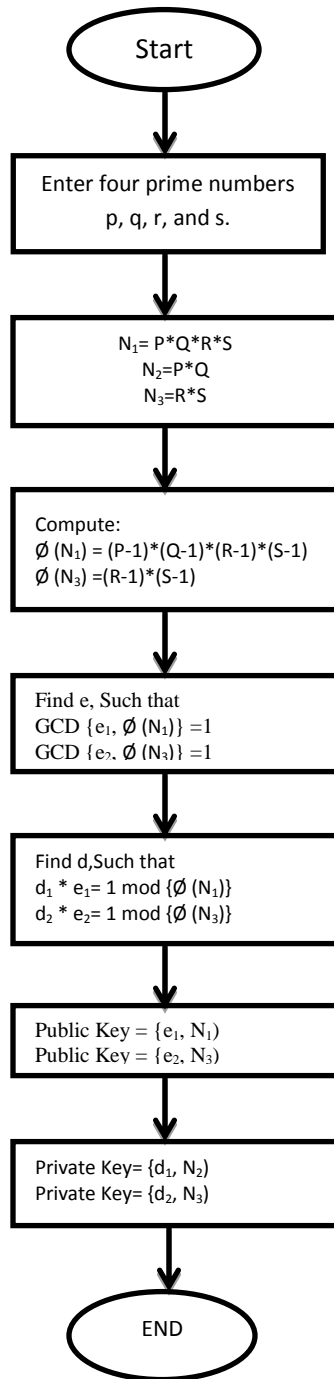 Start
Enter four prime numbers
p, q, r, and s.
N₁= P*Q*R*S
N₂=P*Q
N₃=R*S
Compute:
Ø (N₁) = (P-1)*(Q-1)*(R-1)*(S-1)
Ø (N₃) =(R-1)*(S-1)
Find e, Such that
GCD {e₁, Ø (N₁)} =1
GCD {e₂, Ø (N₃)} =1
Find d,Such that
d₁ * e₁= 1 mod {Ø (N₁)}
d₂ * e₂= 1 mod {Ø (N₃)}
Public Key = {e₁, N₁)
Public Key = {e₂, N₃)
Private Key= {d₁, N₂)
Private Key= {d₂, N₃)
END